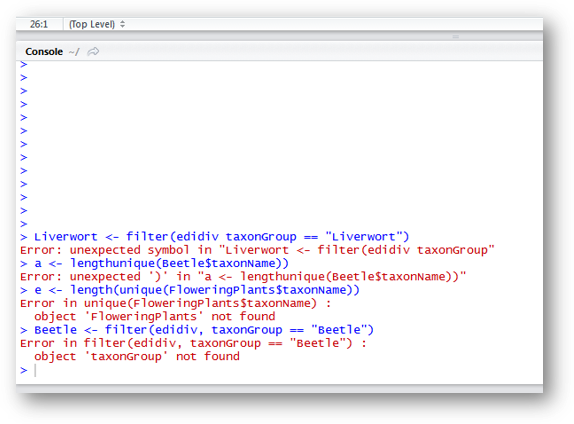 26:1 (Top Level)
Console ~/
>
>
>
>
>
>
>
>
>
>
>
>
>
> Liverwort <- filter(edidiv taxonGroup == "Liverwort")
Error: unexpected symbol in "Liverwort <- filter(edidiv taxonGroup"
> a <- lengthunique(Beetle$taxonName))
Error: unexpected ')' in "a <- lengthunique(Beetle$taxonName))"
> e <- length(unique(FloweringPlants$taxonName))
Error in unique(FloweringPlants$taxonName) :
  object 'FloweringPlants' not found
> Beetle <- filter(edidiv, taxonGroup == "Beetle")
Error in filter(edidiv, taxonGroup == "Beetle") :
  object 'taxonGroup' not found
>